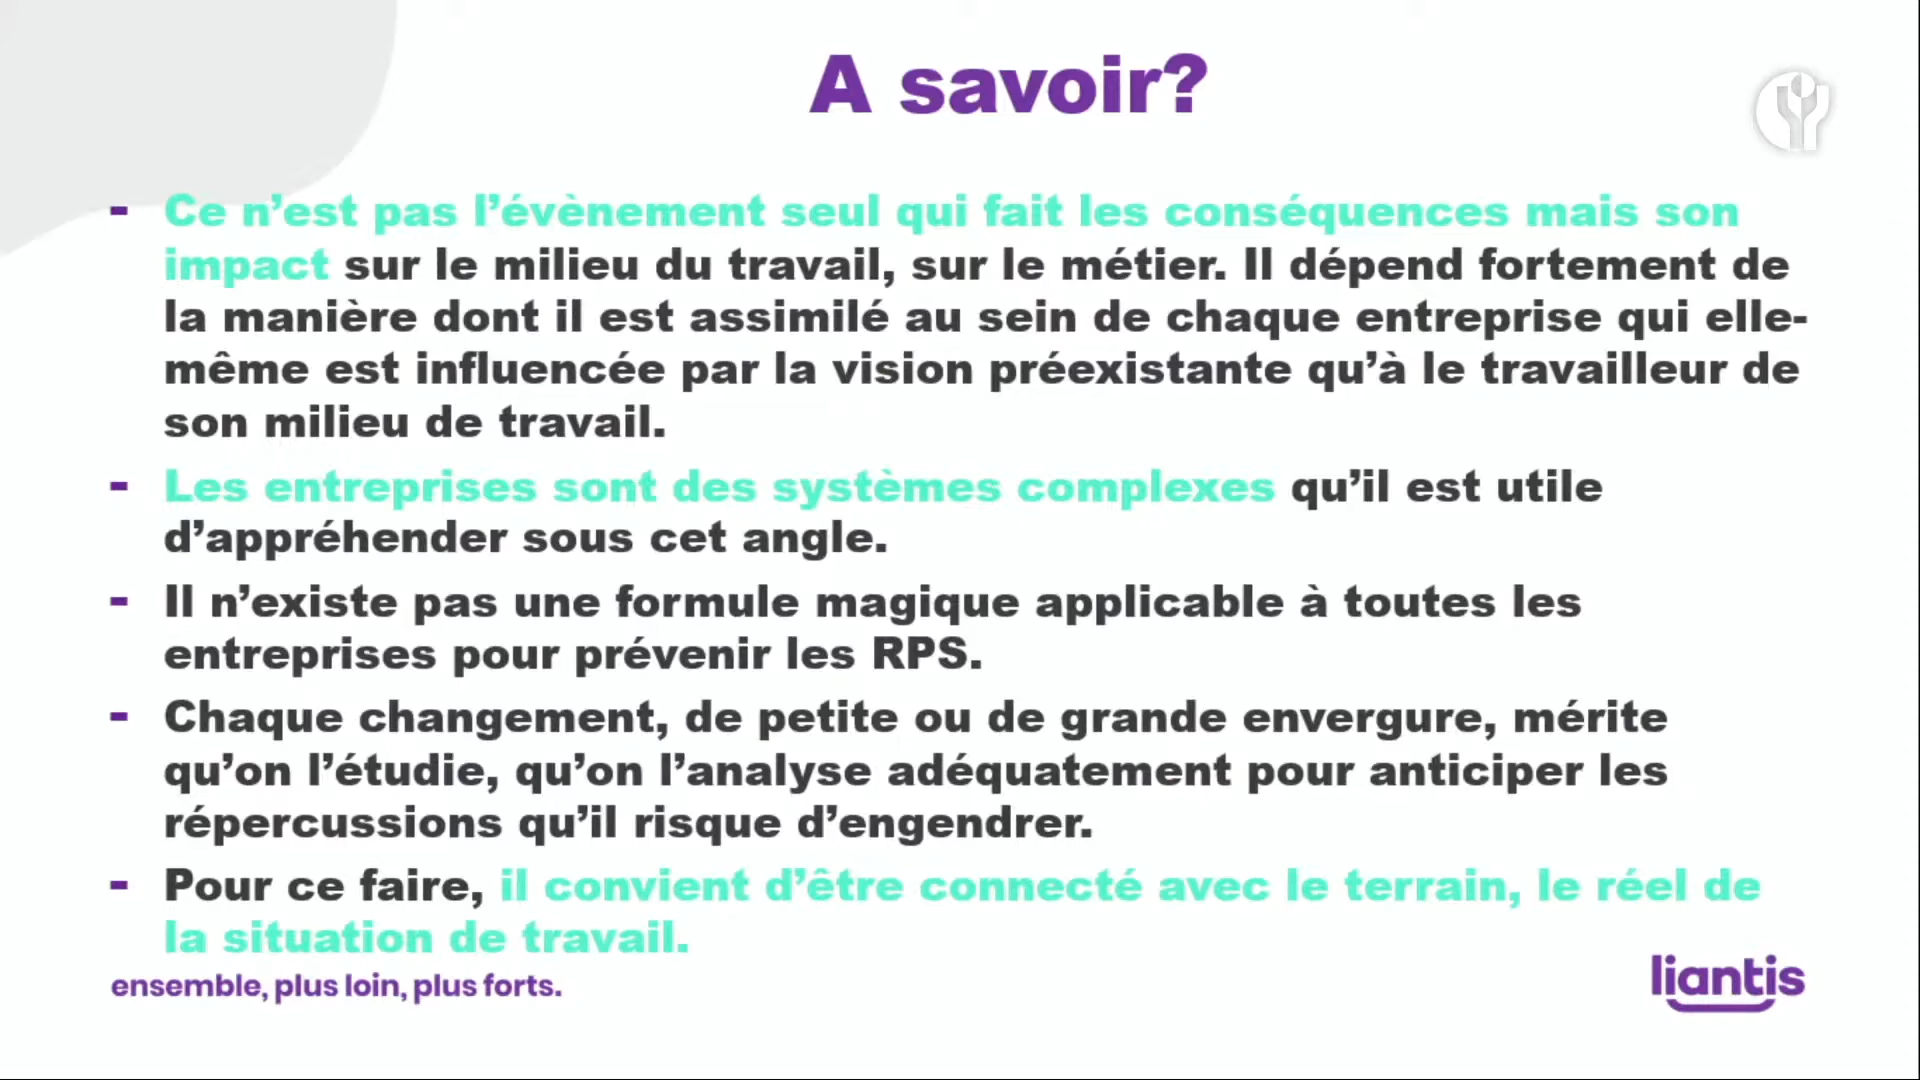 A savoir?
- Ce n’est pas l’évènement seul qui fait les conséquences mais son
impact sur le milieu du travail, sur le métier. Il dépend fortement de
la manière dont il est assimilé au sein de chaque entreprise qui elle-
même est influencée par la vision préexistante qu’à le travailleur de
son milieu de travail.
- Les entreprises sont des systèmes complexes qu’il est utile
d’appréhender sous cet angle.
- Il n’existe pas une formule magique applicable à toutes les
entreprises pour prévenir les RPS.
- Chaque changement, de petite ou de grande envergure, mérite
qu’on l’étudie, qu’on l’analyse adéquatement pour anticiper les
répercussions qu’il risque d’engendrer.
- Pour ce faire, il convient d’être connecté avec le terrain, le réel de
la situation de travail.
ensemble, plus loin, plus forts.
liantis